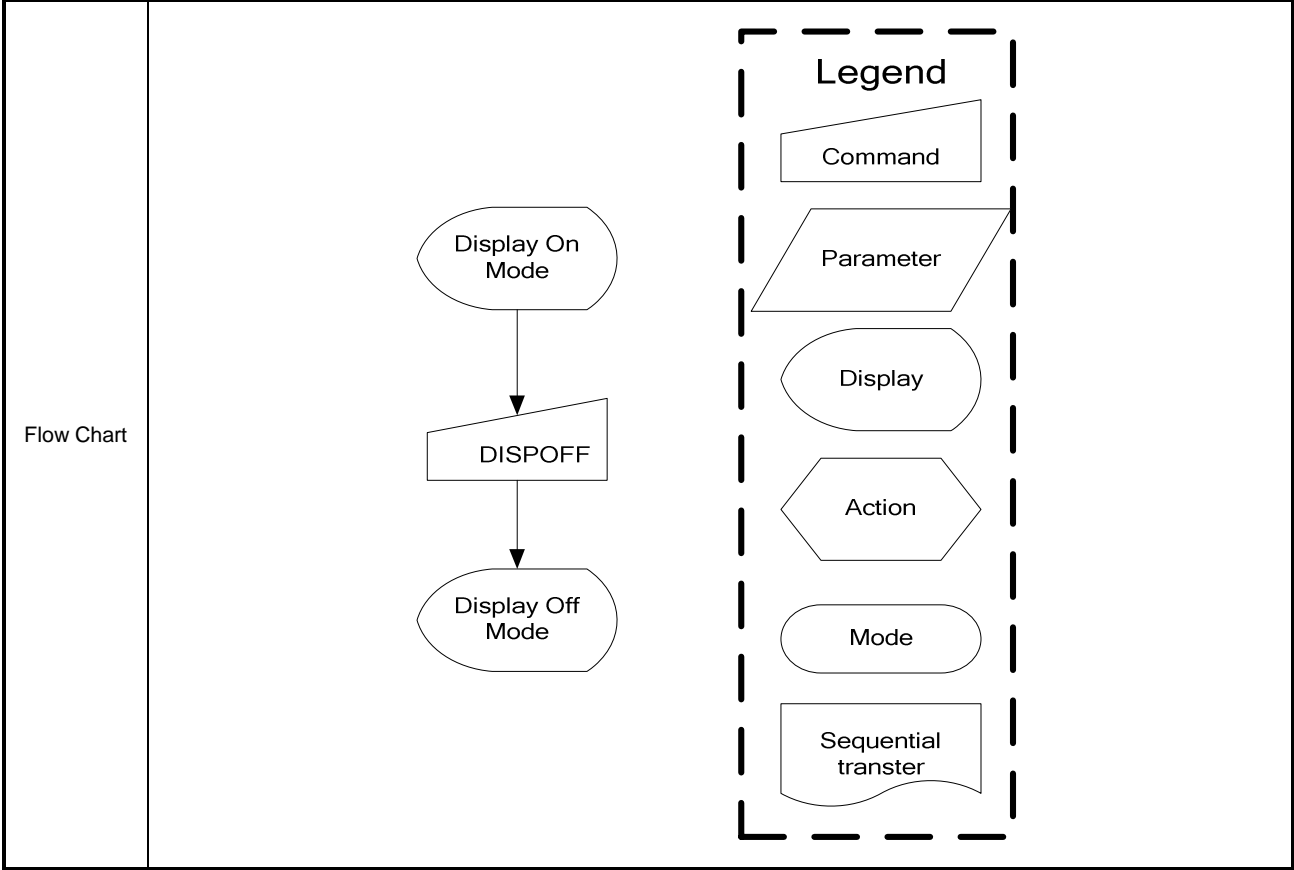 Flow Chart
Display On
Mode
DISPOFF
Display Off
Mode
Legend
Command
Parameter
Display
Action
Mode
Sequential
transter